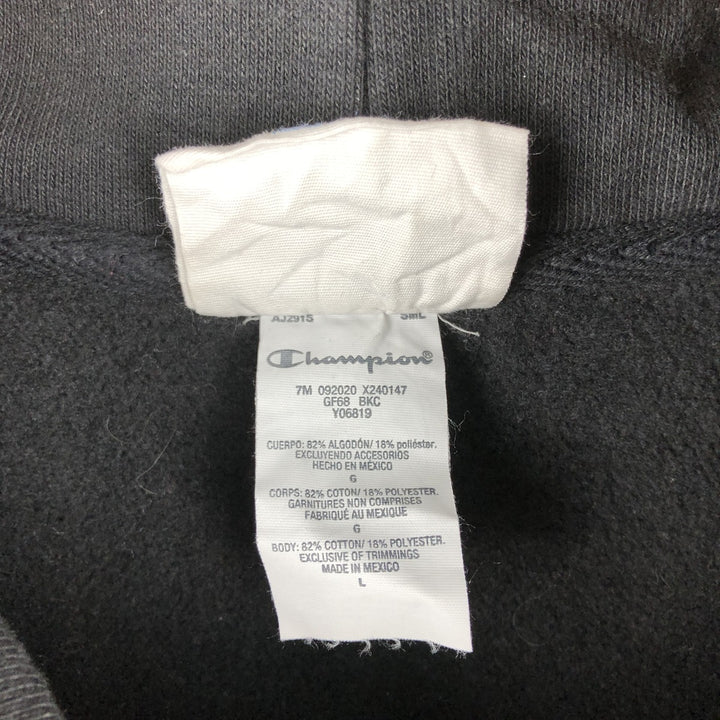 AJ291S SmL
Champion®
7M 092020 X240147
GF68 BKC
Y06819
CUERPO: 82% ALGODÓN/ 18% poliéster.
EXCLUYENDO ACCESORIOS
HECHO EN MÉXICO
G
CORPS: 82% COTON/ 18% POLYESTER.
GARNITURES NON COMPRISES
FABRIQUÉ AU MEXIQUE
G
BODY: 82% COTTON/ 18% POLYESTER.
EXCLUSIVE OF TRIMMINGS
MADE IN MEXICO
L